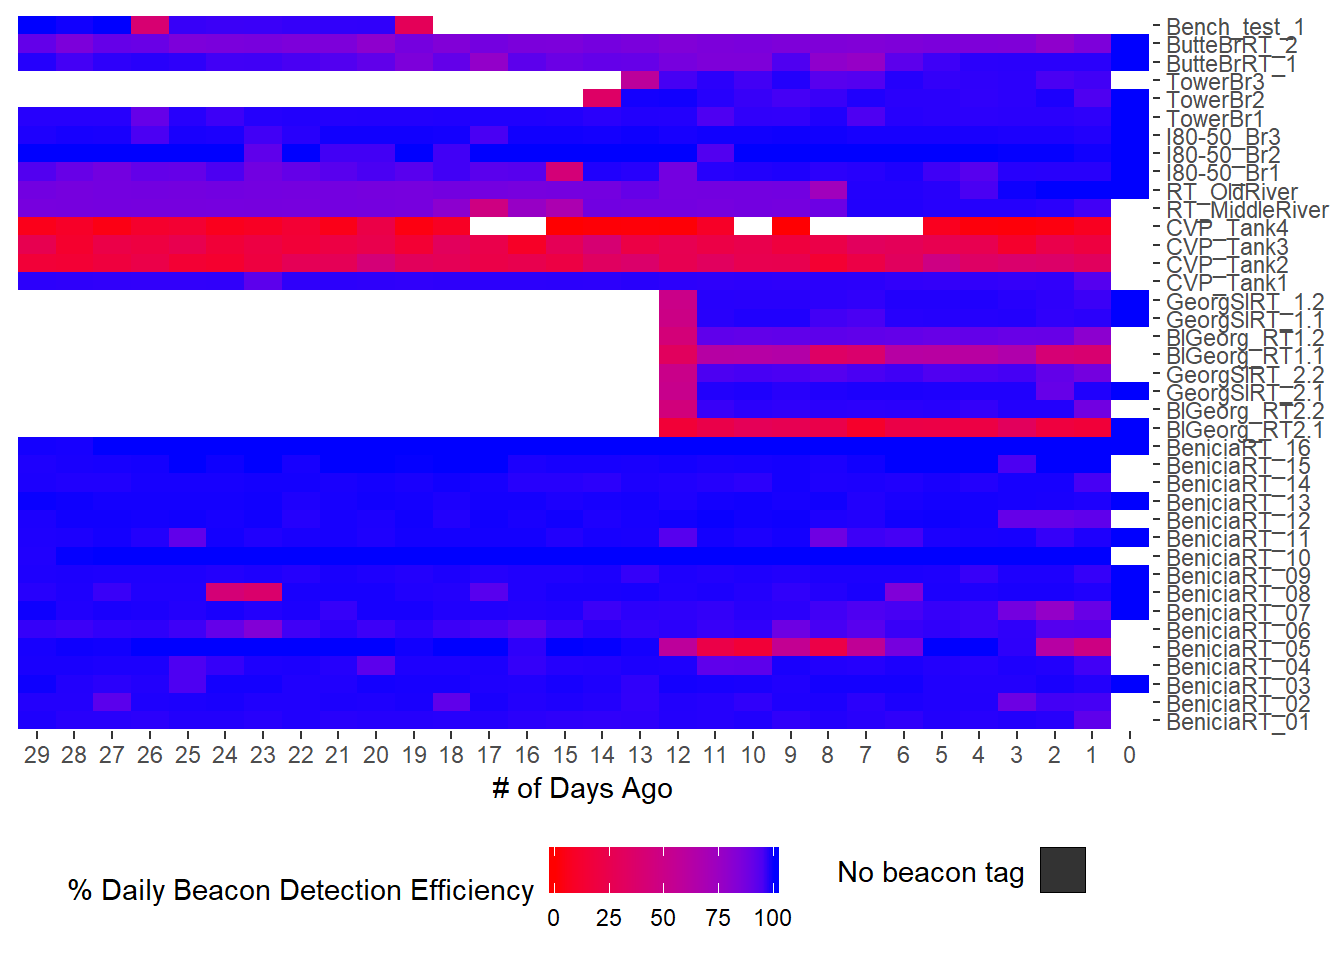 Bench_test_1
ButteBrRT_2
ButteBrRT_1
TowerBr3
TowerBr2
TowerBr1
I80-50_Br3
I80-50_Br2
I80-50_Br1
RT_OldRiver
RT_MiddleRiver
CVP_Tank4
CVP_Tank3
CVP_Tank2
CVP_Tank1
GeorgSlRT_1.2
GeorgSlRT_1.1
BlGeorg_RT1.2
BlGeorg_RT1.1
GeorgSlRT_2.2
GeorgSlRT_2.1
BlGeorg_RT2.2
BlGeorg_RT2.1
BeniciaRT_16
BeniciaRT_15
BeniciaRT_14
BeniciaRT_13
BeniciaRT_12
BeniciaRT_11
BeniciaRT_10
BeniciaRT_09
BeniciaRT_08
BeniciaRT_07
BeniciaRT_06
BeniciaRT_05
BeniciaRT_04
BeniciaRT_03
BeniciaRT_02
BeniciaRT_01
29 28 27 26 25 24 23 22 21 20 19 18 17 16 15 14 13 12 11 10 9 8 7 6 5 4 3 2 1 0
# of Days Ago
% Daily Beacon Detection Efficiency
0 25 50 75 100
No beacon tag